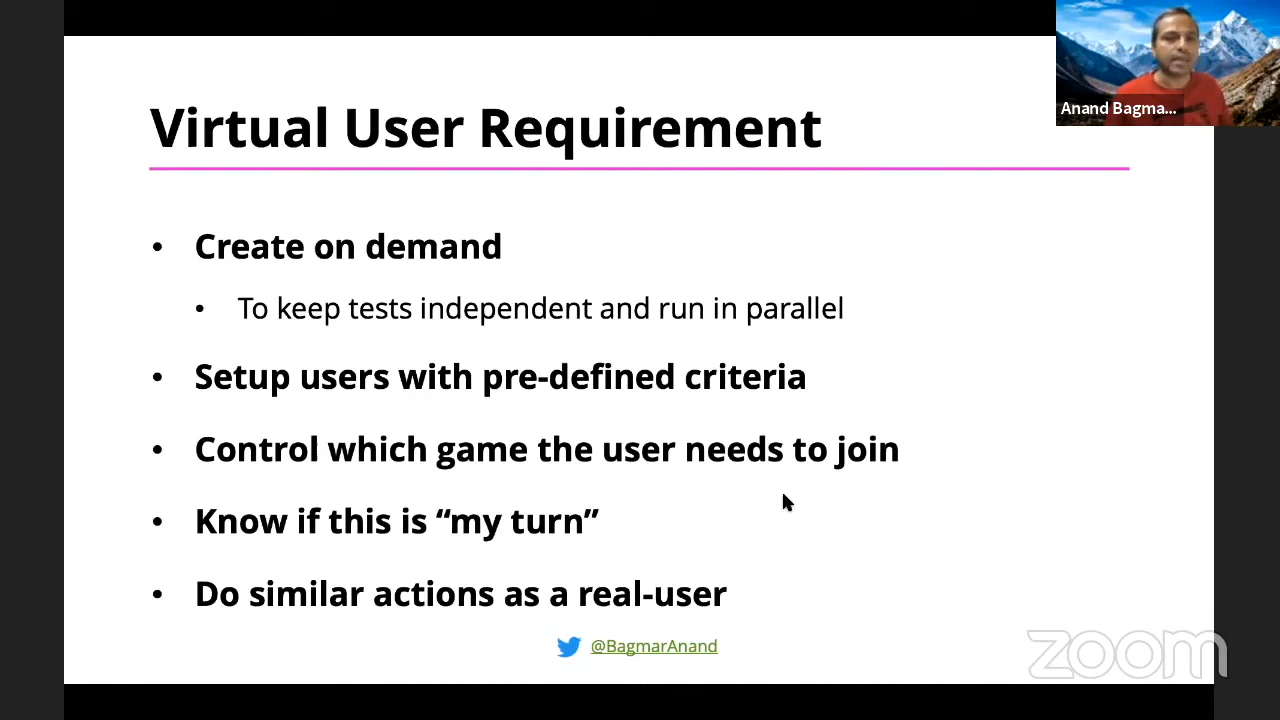 Virtual User Requirement
Anand Bagma...
• Create on demand
• To keep tests independent and run in parallel
• Setup users with pre-defined criteria
• Control which game the user needs to join
• Know if this is “my turn”
• Do similar actions as a real-user
@BagmarAnand
zoom